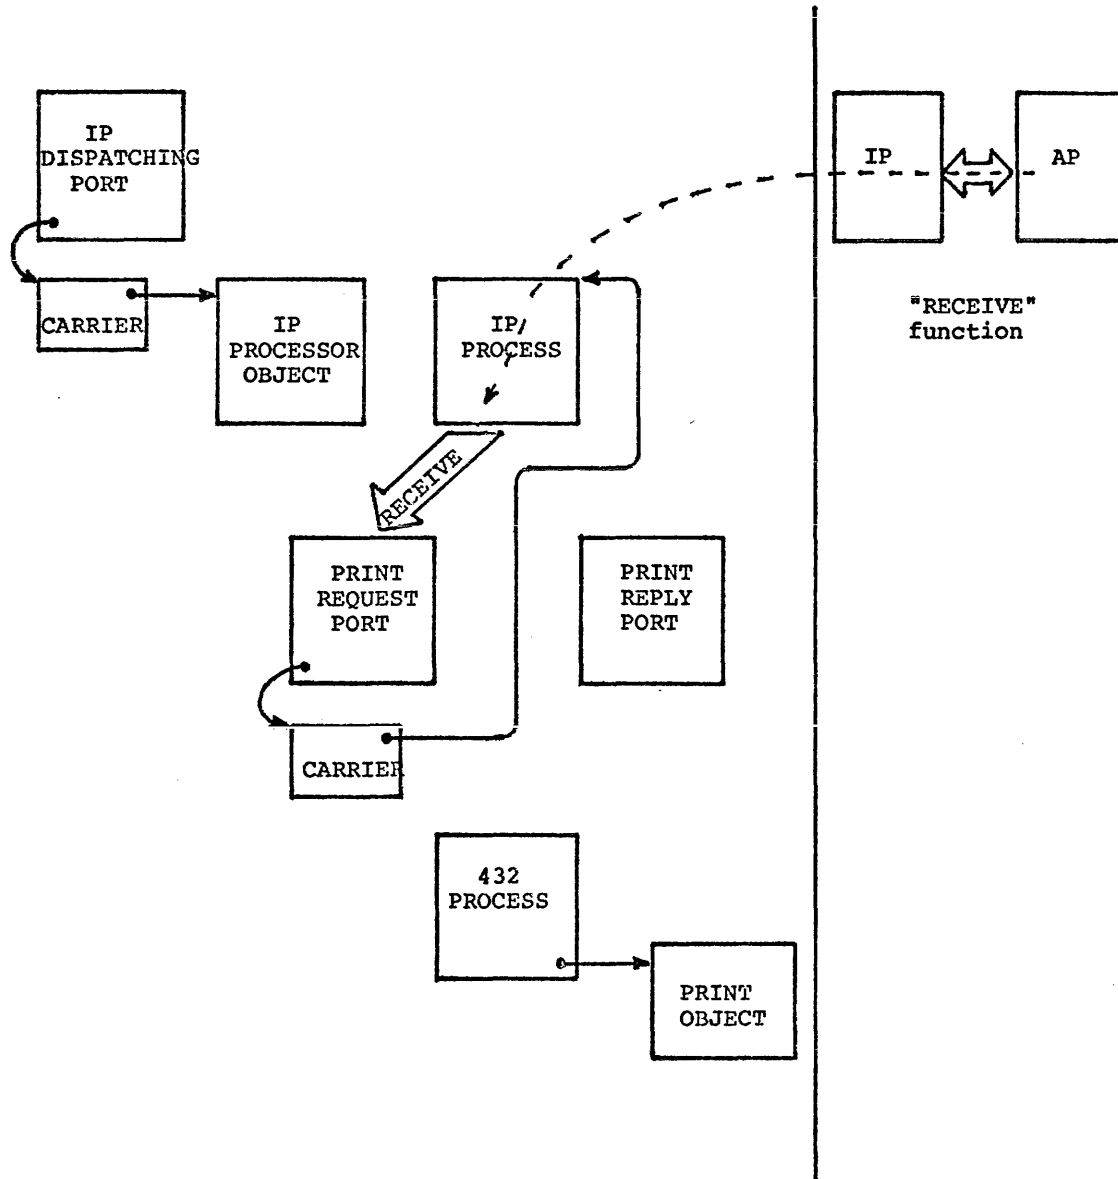 IP
DISPATCHING
PORT
IP
AP
CARRIER
IP
PROCESSOR
OBJECT
IP
PROCESS
"RECEIVE"
function
RECEIVE
PRINT
REQUEST
PORT
PRINT
REPLY
PORT
CARRIER
432
PROCESS
PRINT
OBJECT